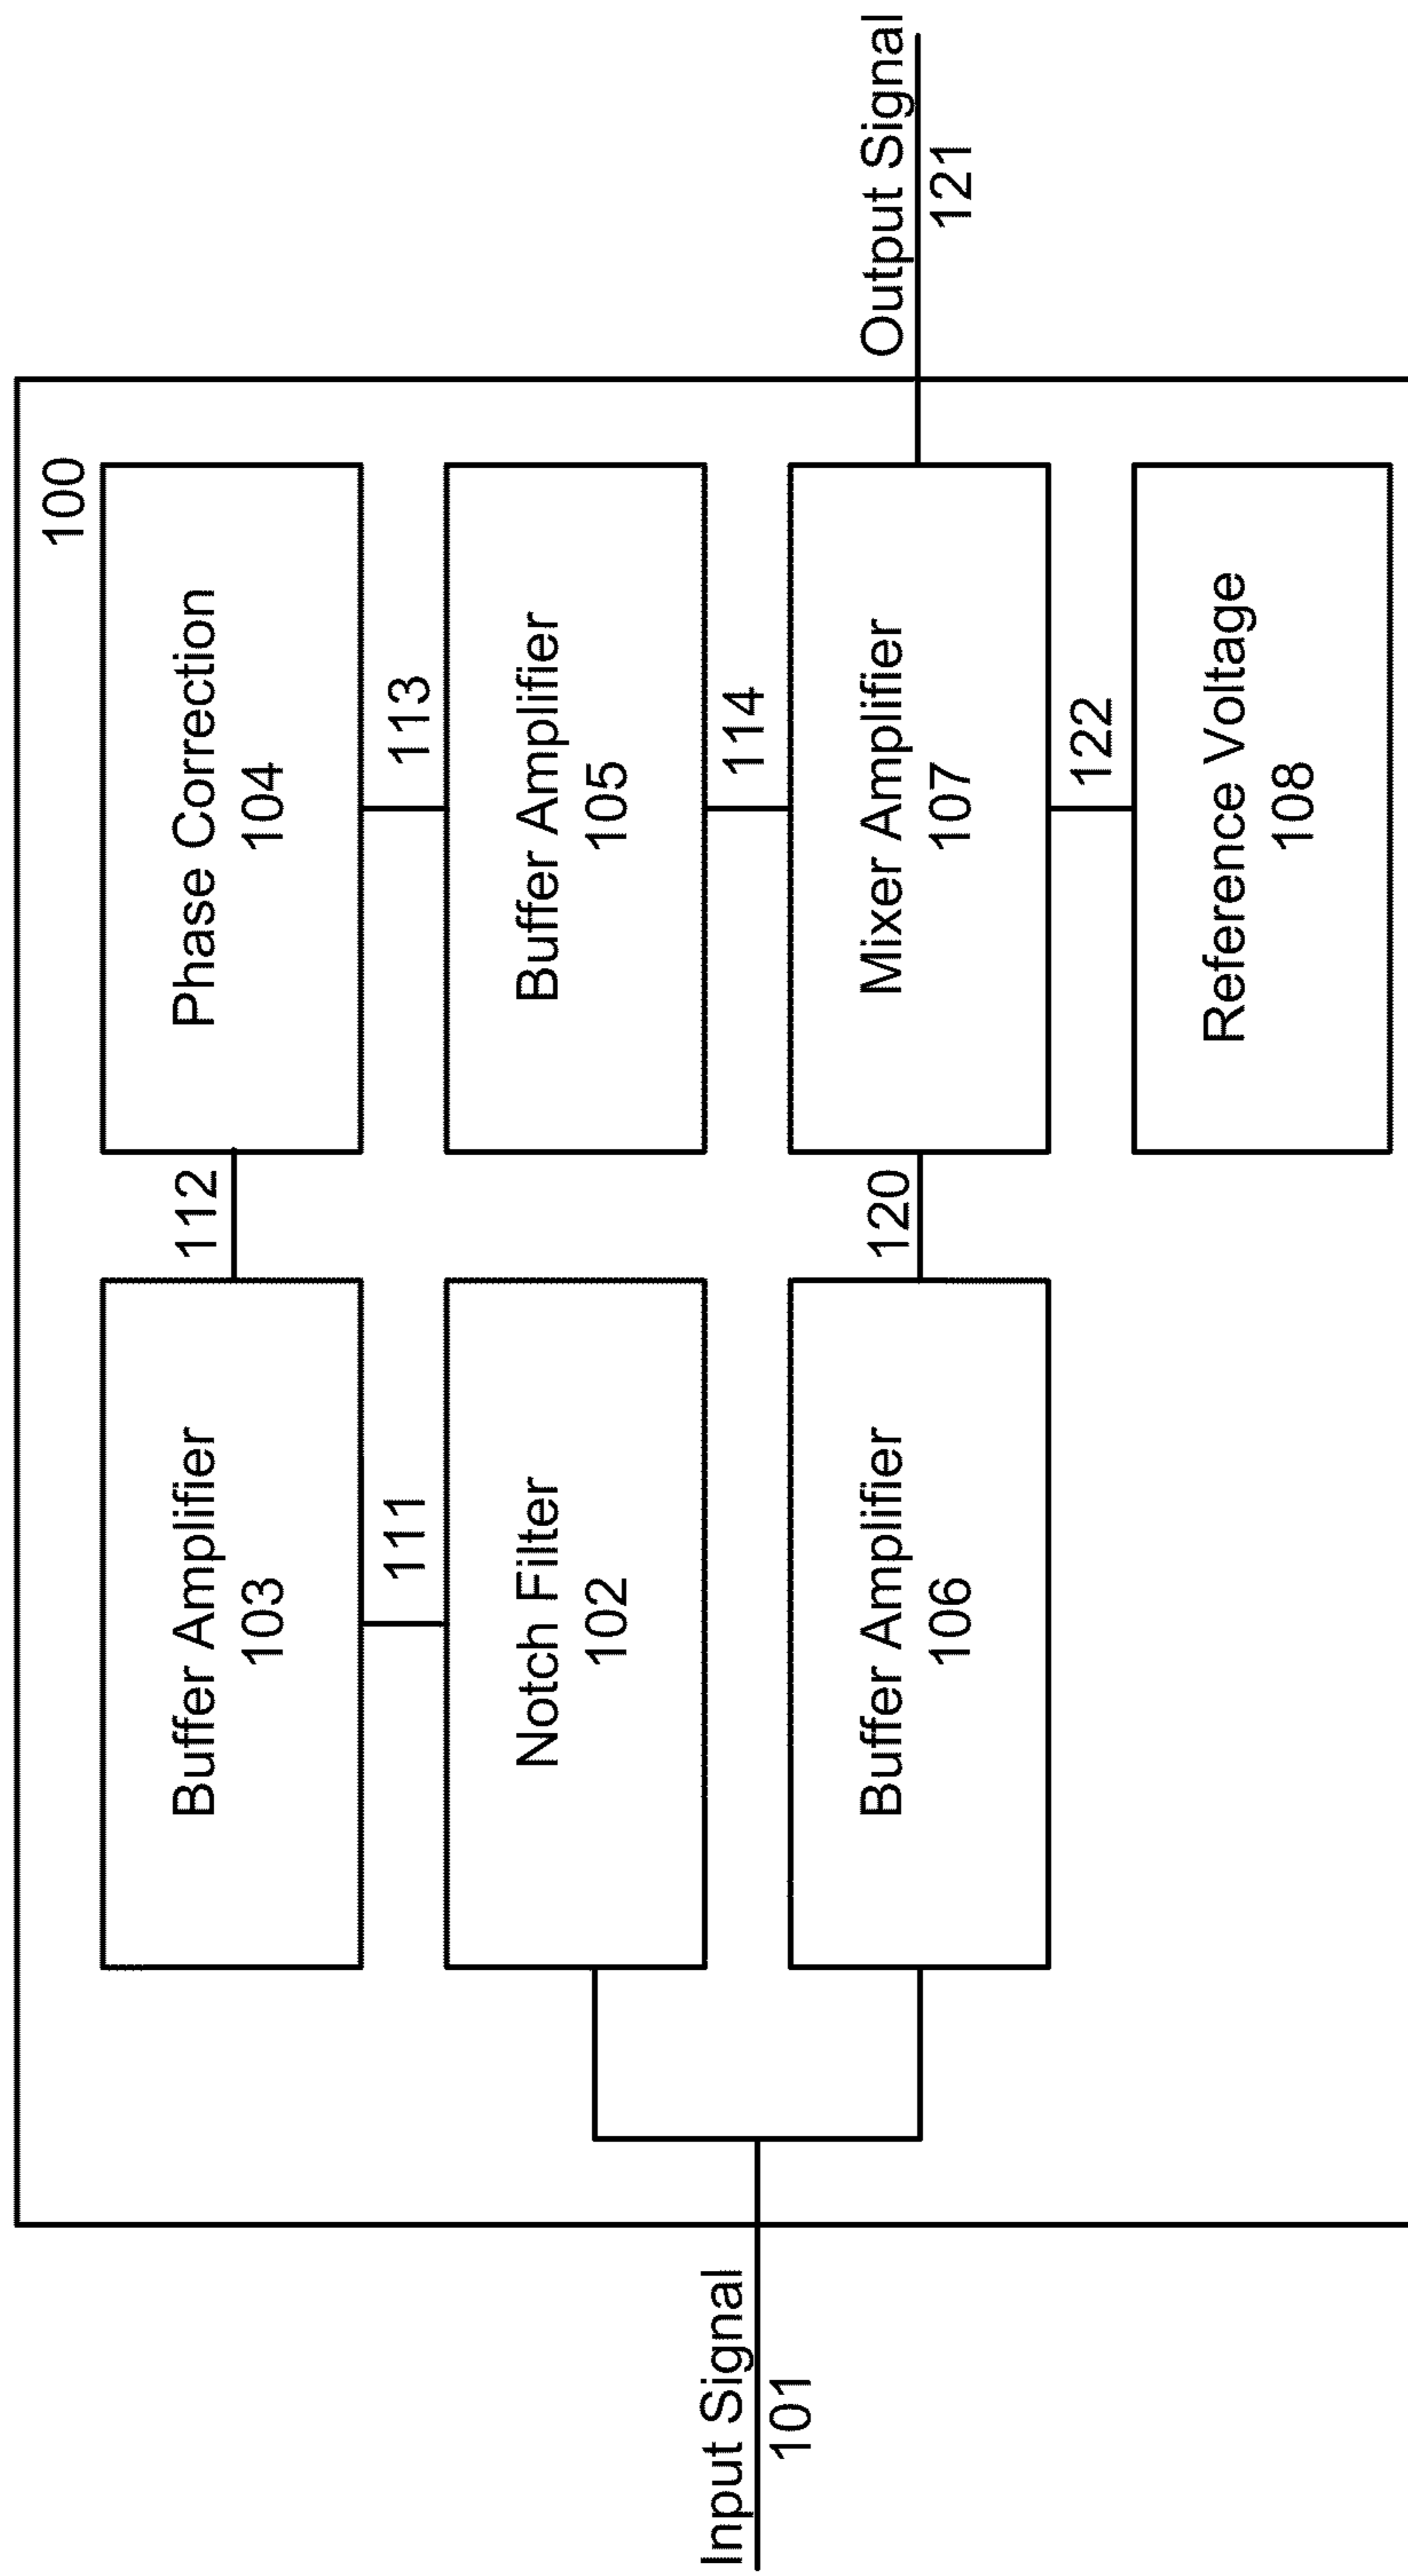 100
Buffer Amplifier
103
112
Phase Correction
104
111
113
Notch Filter
102
Buffer Amplifier
105
Input Signal
101
114
Output Signal
121
Buffer Amplifier
106
120
Mixer Amplifier
107
122
Reference Voltage
108